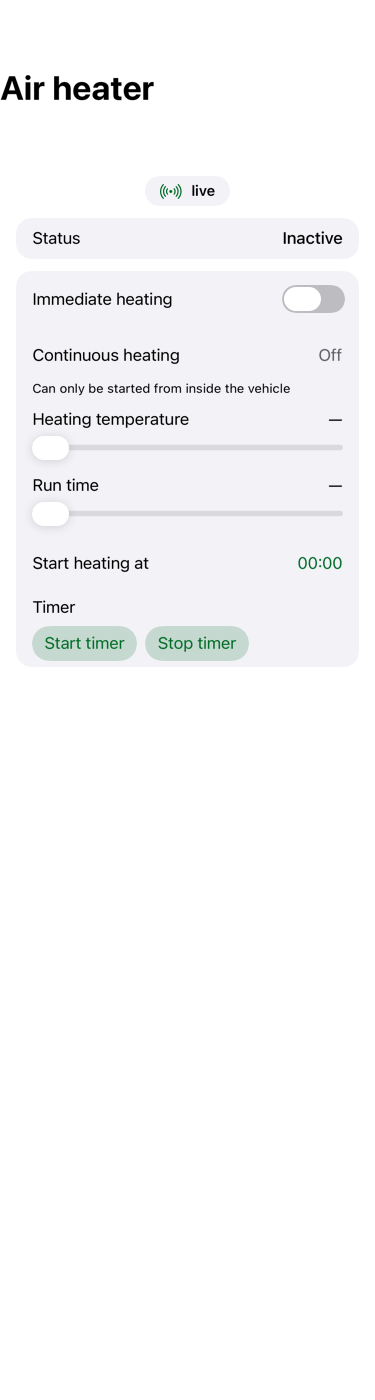 Air heater
live
Status Inactive
Immediate heating
Continuous heating Off
Can only be started from inside the vehicle
Heating temperature —
Run time —
Start heating at 00:00
Timer
Start timer Stop timer